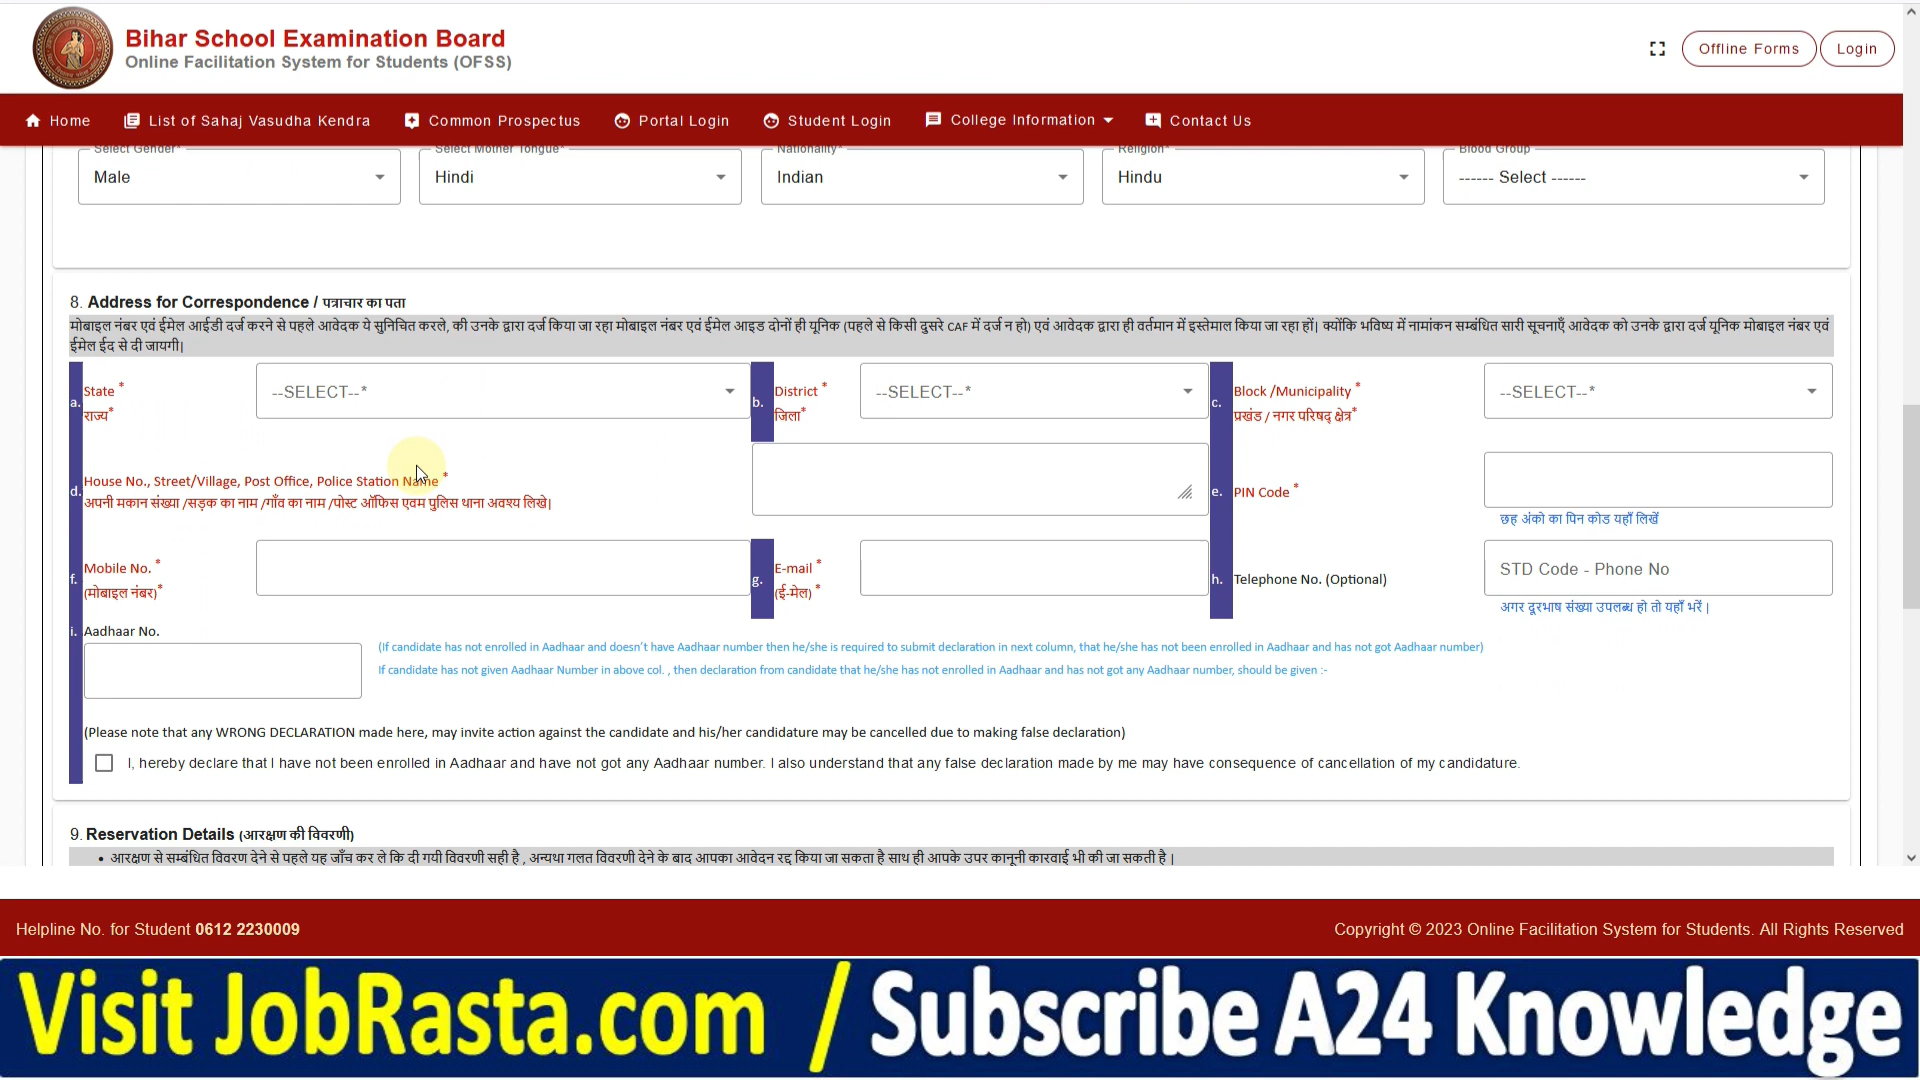 Bihar School Examination Board
Online Facilitation System for Students (OFSS)
Offline Forms
Login
Home
List of Sahaj Vasudha Kendra
Common Prospectus
Portal Login
Student Login
College Information
Contact Us
Select Gender*
Select Mother Tongue*
Nationality*
Religion*
Blood Group
Male
Hindi
Indian
Hindu
------ Select ------
8. Address for Correspondence / पत्राचार का पता
मोबाइल नंबर एवं ईमेल आईडी दर्ज करने से पहले आवेदक ये सुनिचित करले, की उनके द्वारा दर्ज किया जा रहा मोबाइल नंबर एवं ईमेल आइड दोनों ही यूनिक (पहले से किसी दुसरे CAF में दर्ज न हो) एवं आवेदक द्वारा ही वर्तमान में इस्तेमाल किया जा रहा हों| क्योंकि भविष्य में नामांकन सम्बंधित सारी सूचनाएँ आवेदक को उनके द्वारा दर्ज यूनिक मोबाइल नंबर एवं
ईमेल ईद से दी जायगी|
a.
State *
राज्य*
--SELECT--*
b.
District *
जिला*
--SELECT--*
c.
Block /Municipality *
प्रखंड / नगर परिषद् क्षेत्र*
--SELECT--*
d.
House No., Street/Village, Post Office, Police Station Name *
अपनी मकान संख्या /सड़क का नाम /गाँव का नाम /पोस्ट ऑफिस एवम पुलिस थाना अवश्य लिखे|
e.
PIN Code *
छह अंको का पिन कोड यहाँ लिखें
f.
Mobile No. *
(मोबाइल नंबर)*
g.
E-mail *
(ई-मेल) *
h.
Telephone No. (Optional)
STD Code - Phone No
अगर दूरभाष संख्या उपलब्ध हो तो यहाँ भरें |
i.
Aadhaar No.
(If candidate has not enrolled in Aadhaar and doesn't have Aadhaar number then he/she is required to submit declaration in next column, that he/she has not been enrolled in Aadhaar and has not got Aadhaar number)
If candidate has not given Aadhaar Number in above col. , then declaration from candidate that he/she has not enrolled in Aadhaar and has not got any Aadhaar number, should be given :-
(Please note that any WRONG DECLARATION made here, may invite action against the candidate and his/her candidature may be cancelled due to making false declaration)
I, hereby declare that I have not been enrolled in Aadhaar and have not got any Aadhaar number. I also understand that any false declaration made by me may have consequence of cancellation of my candidature.
9. Reservation Details (आरक्षण की विवरणी)
• आरक्षण से सम्बंधित विवरण देने से पहले यह जाँच कर ले कि दी गयी विवरणी सही है , अन्यथा गलत विवरणी देने के बाद आपका आवेदन रद्द किया जा सकता है साथ ही आपके उपर कानूनी कारवाई भी की जा सकती है |
Helpline No. for Student 0612 2230009
Copyright © 2023 Online Facilitation System for Students. All Rights Reserved
Visit JobRasta.com / Subscribe A24 Knowledge